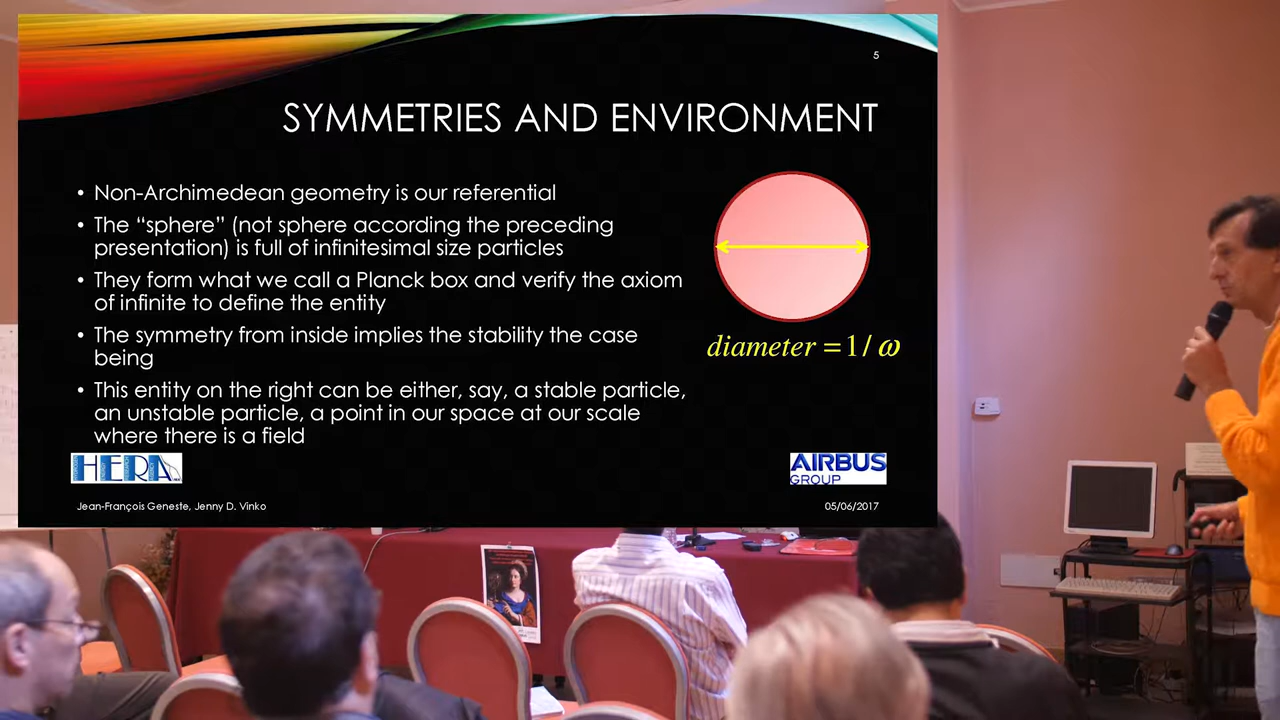 5
SYMMETRIES AND ENVIRONMENT
• Non-Archimedean geometry is our referential
• The “sphere” (not sphere according the preceding
presentation) is full of infinitesimal size particles
• They form what we call a Planck box and verify the axiom
of infinite to define the entity
• The symmetry from inside implies the stability the case
being
• This entity on the right can be either, say, a stable particle,
an unstable particle, a point in our space at our scale
where there is a field
diameter = 1 / ω
HERA
AIRBUS
GROUP
Jean-François Geneste, Jenny D. Vinko
05/06/2017